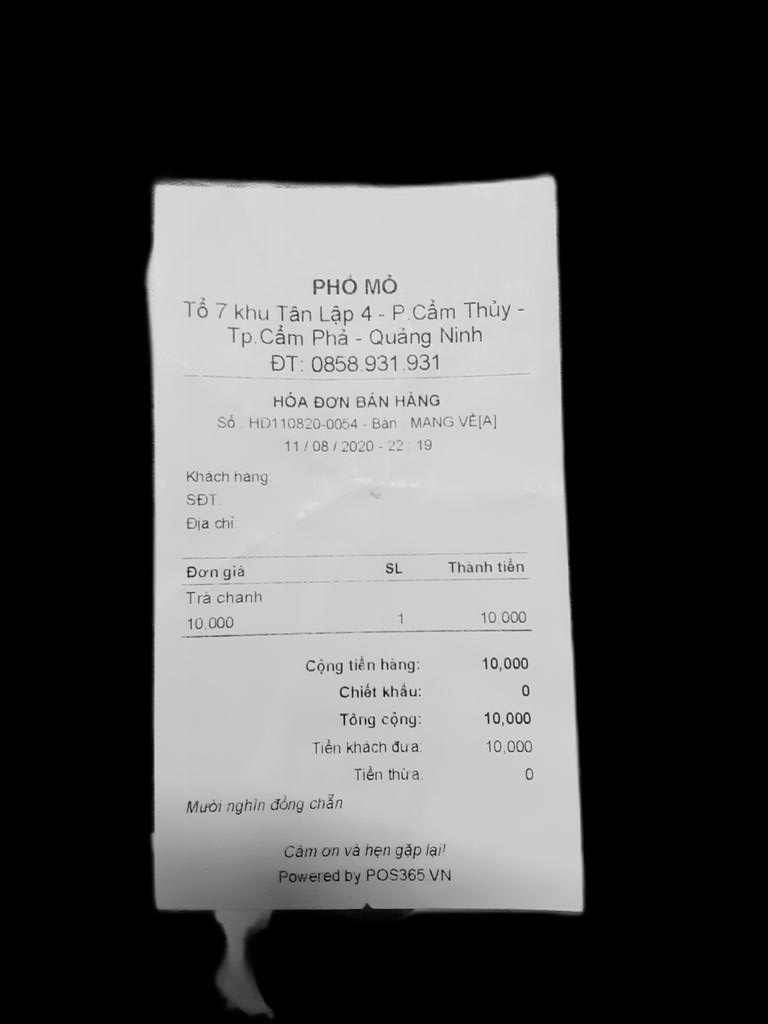 PHỐ MỎ
Tổ 7 khu Tân Lập 4 - P.Cẩm Thủy -
Tp.Cẩm Phả - Quảng Ninh
ĐT: 0858.931.931
HÓA ĐƠN BÁN HÀNG
Số : HD110820-0054 - Bàn : MANG VỀ[A]
11 / 08 / 2020 - 22 : 19
Khách hàng:
SĐT:
Địa chỉ:
Đơn giá SL Thành tiền
Trà chanh
10.000 1 10.000
Cộng tiền hàng: 10,000
Chiết khấu: 0
Tổng cộng: 10,000
Tiền khách đưa: 10,000
Tiền thừa: 0
Mười nghìn đồng chẵn
Cảm ơn và hẹn gặp lại!
Powered by POS365.VN